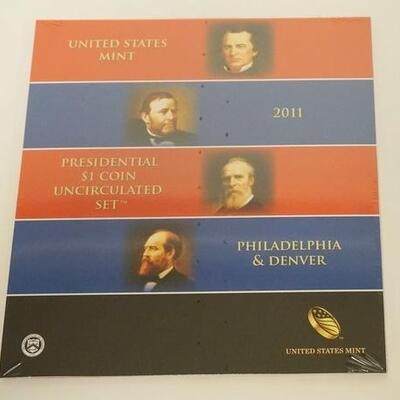 UNITED STATES
MINT
2011
PRESIDENTIAL
$1 COIN
UNCIRCULATED
SET™
PHILADELPHIA
& DENVER
UNITED STATES MINT